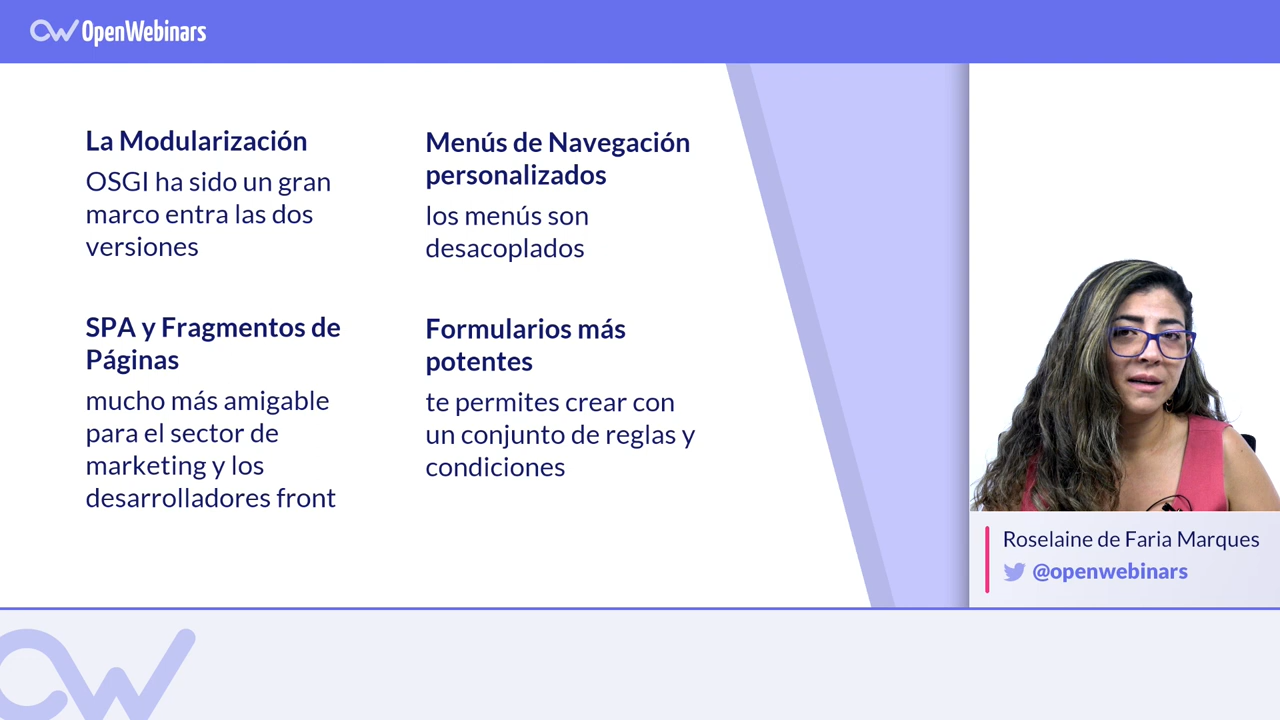 OpenWebinars
La Modularización
OSGI ha sido un gran
marco entra las dos
versiones
SPA y Fragmentos de
Páginas
mucho más amigable
para el sector de
marketing y los
desarrolladores front
Menús de Navegación
personalizados
los menús son
desacoplados
Formularios más
potentes
te permites crear con
un conjunto de reglas y
condiciones
Roselaine de Faria Marques
@openwebinars